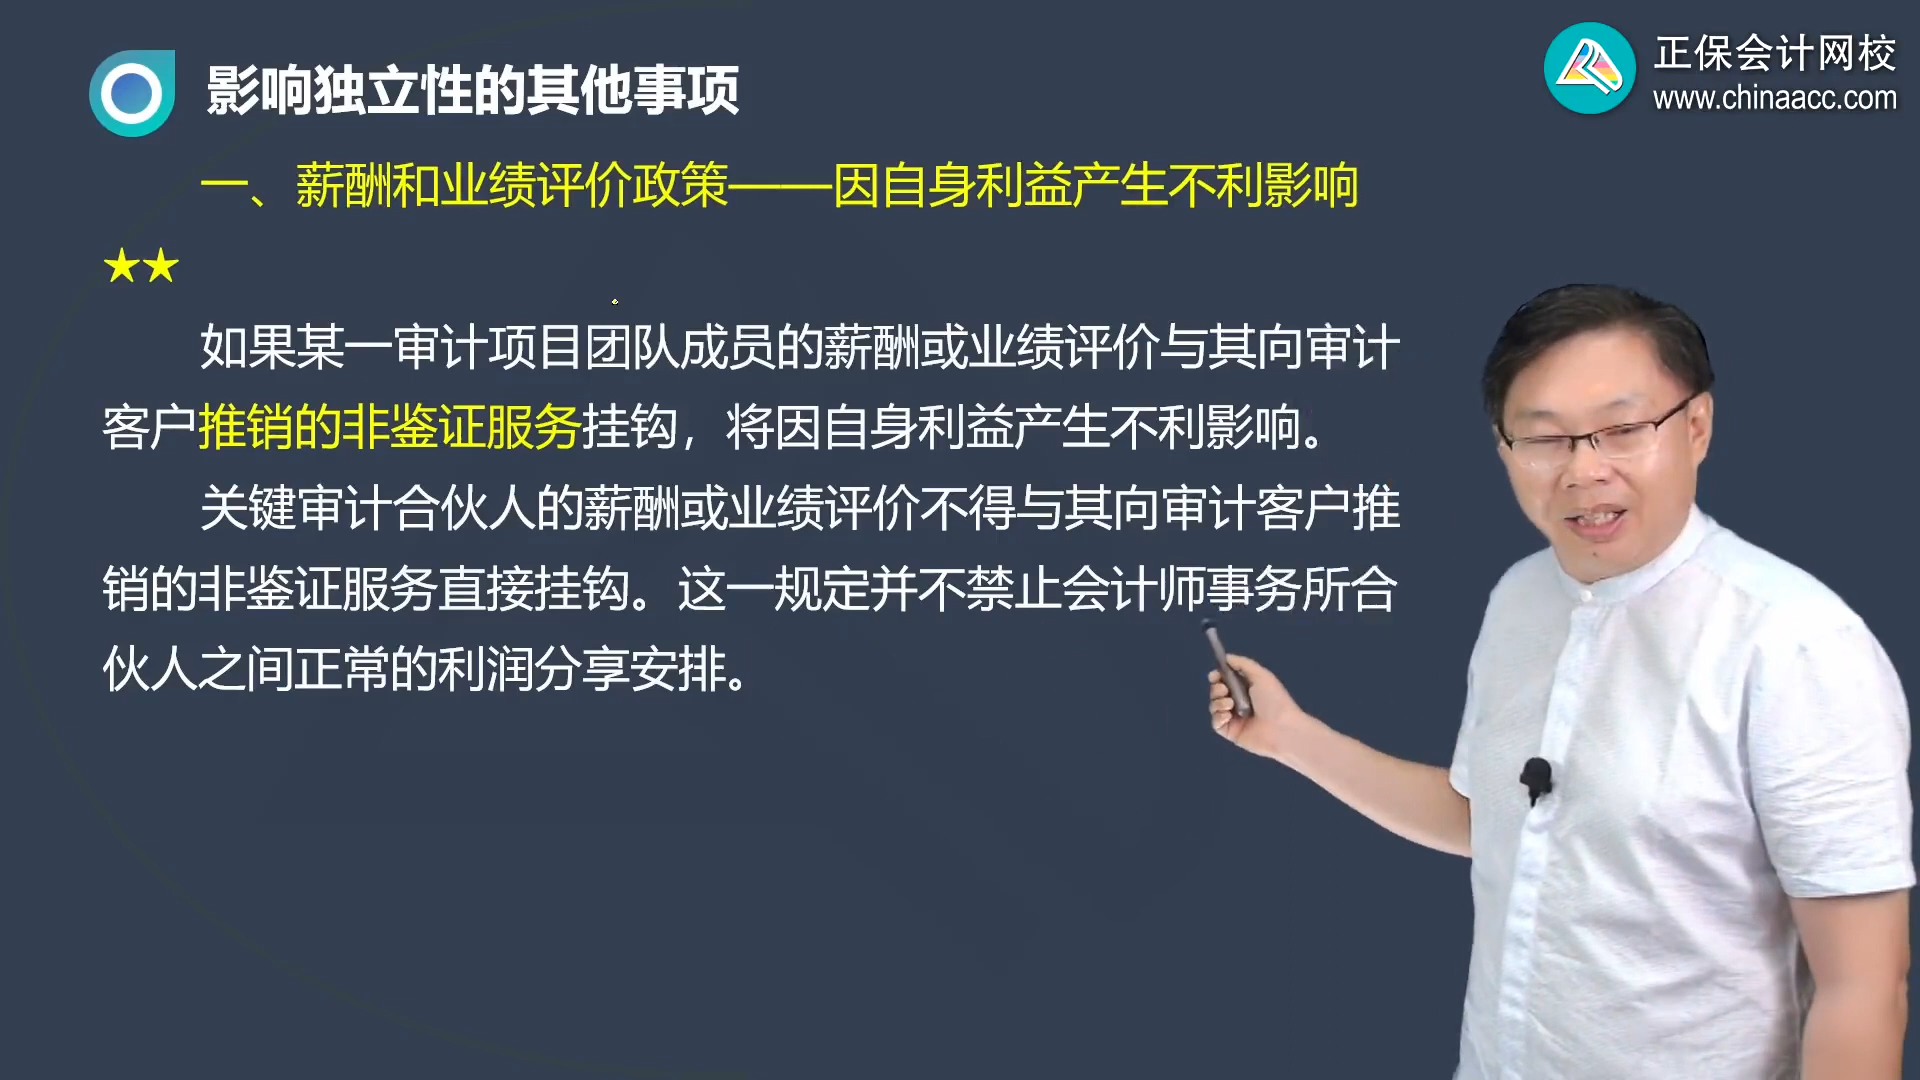 影响独立性的其他事项
正保会计网校
www.chinaacc.com
一、薪酬和业绩评价政策——因自身利益产生不利影响
★★
如果某一审计项目团队成员的薪酬或业绩评价与其向审计
客户推销的非鉴证服务挂钩，将因自身利益产生不利影响。
关键审计合伙人的薪酬或业绩评价不得与其向审计客户推
销的非鉴证服务直接挂钩。这一规定并不禁止会计师事务所合
伙人之间正常的利润分享安排。